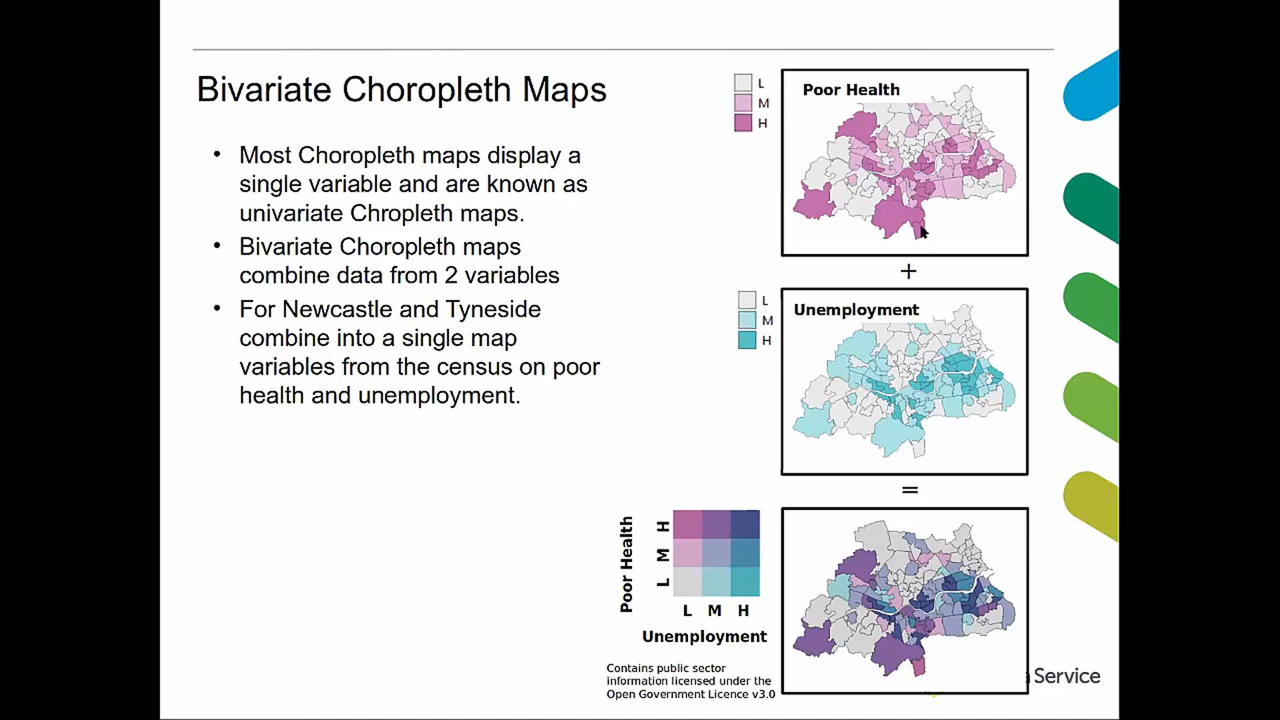 Bivariate Choropleth Maps
• Most Choropleth maps display a
single variable and are known as
univariate Chropleth maps.
• Bivariate Choropleth maps
combine data from 2 variables
• For Newcastle and Tyneside
combine into a single map
variables from the census on poor
health and unemployment.
L
M
H
Poor Health
+
L
M
H
Unemployment
=
Poor Health
H
M
L
L M H
Unemployment
Contains public sector
information licensed under the
Open Government Licence v3.0
Service